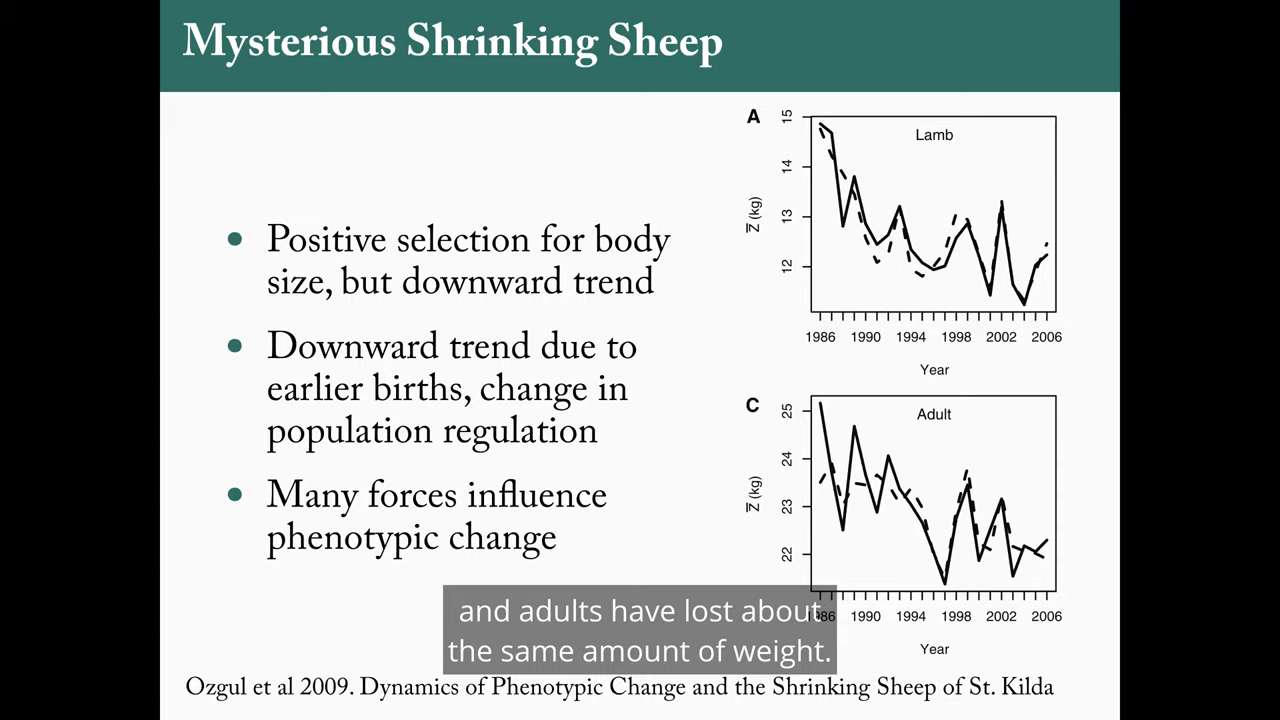 Mysterious Shrinking Sheep
• Positive selection for body
size, but downward trend
• Downward trend due to
earlier births, change in
population regulation
• Many forces influence
phenotypic change
A
Lamb
15
14
13
12
Z̅ (kg)
1986 1990 1994 1998 2002 2006
Year
C
Adult
25
24
23
22
Z̅ (kg)
86 1990 1994 1998 2002 2006
Year
and adults have lost about
the same amount of weight.
Ozgul et al 2009. Dynamics of Phenotypic Change and the Shrinking Sheep of St. Kilda